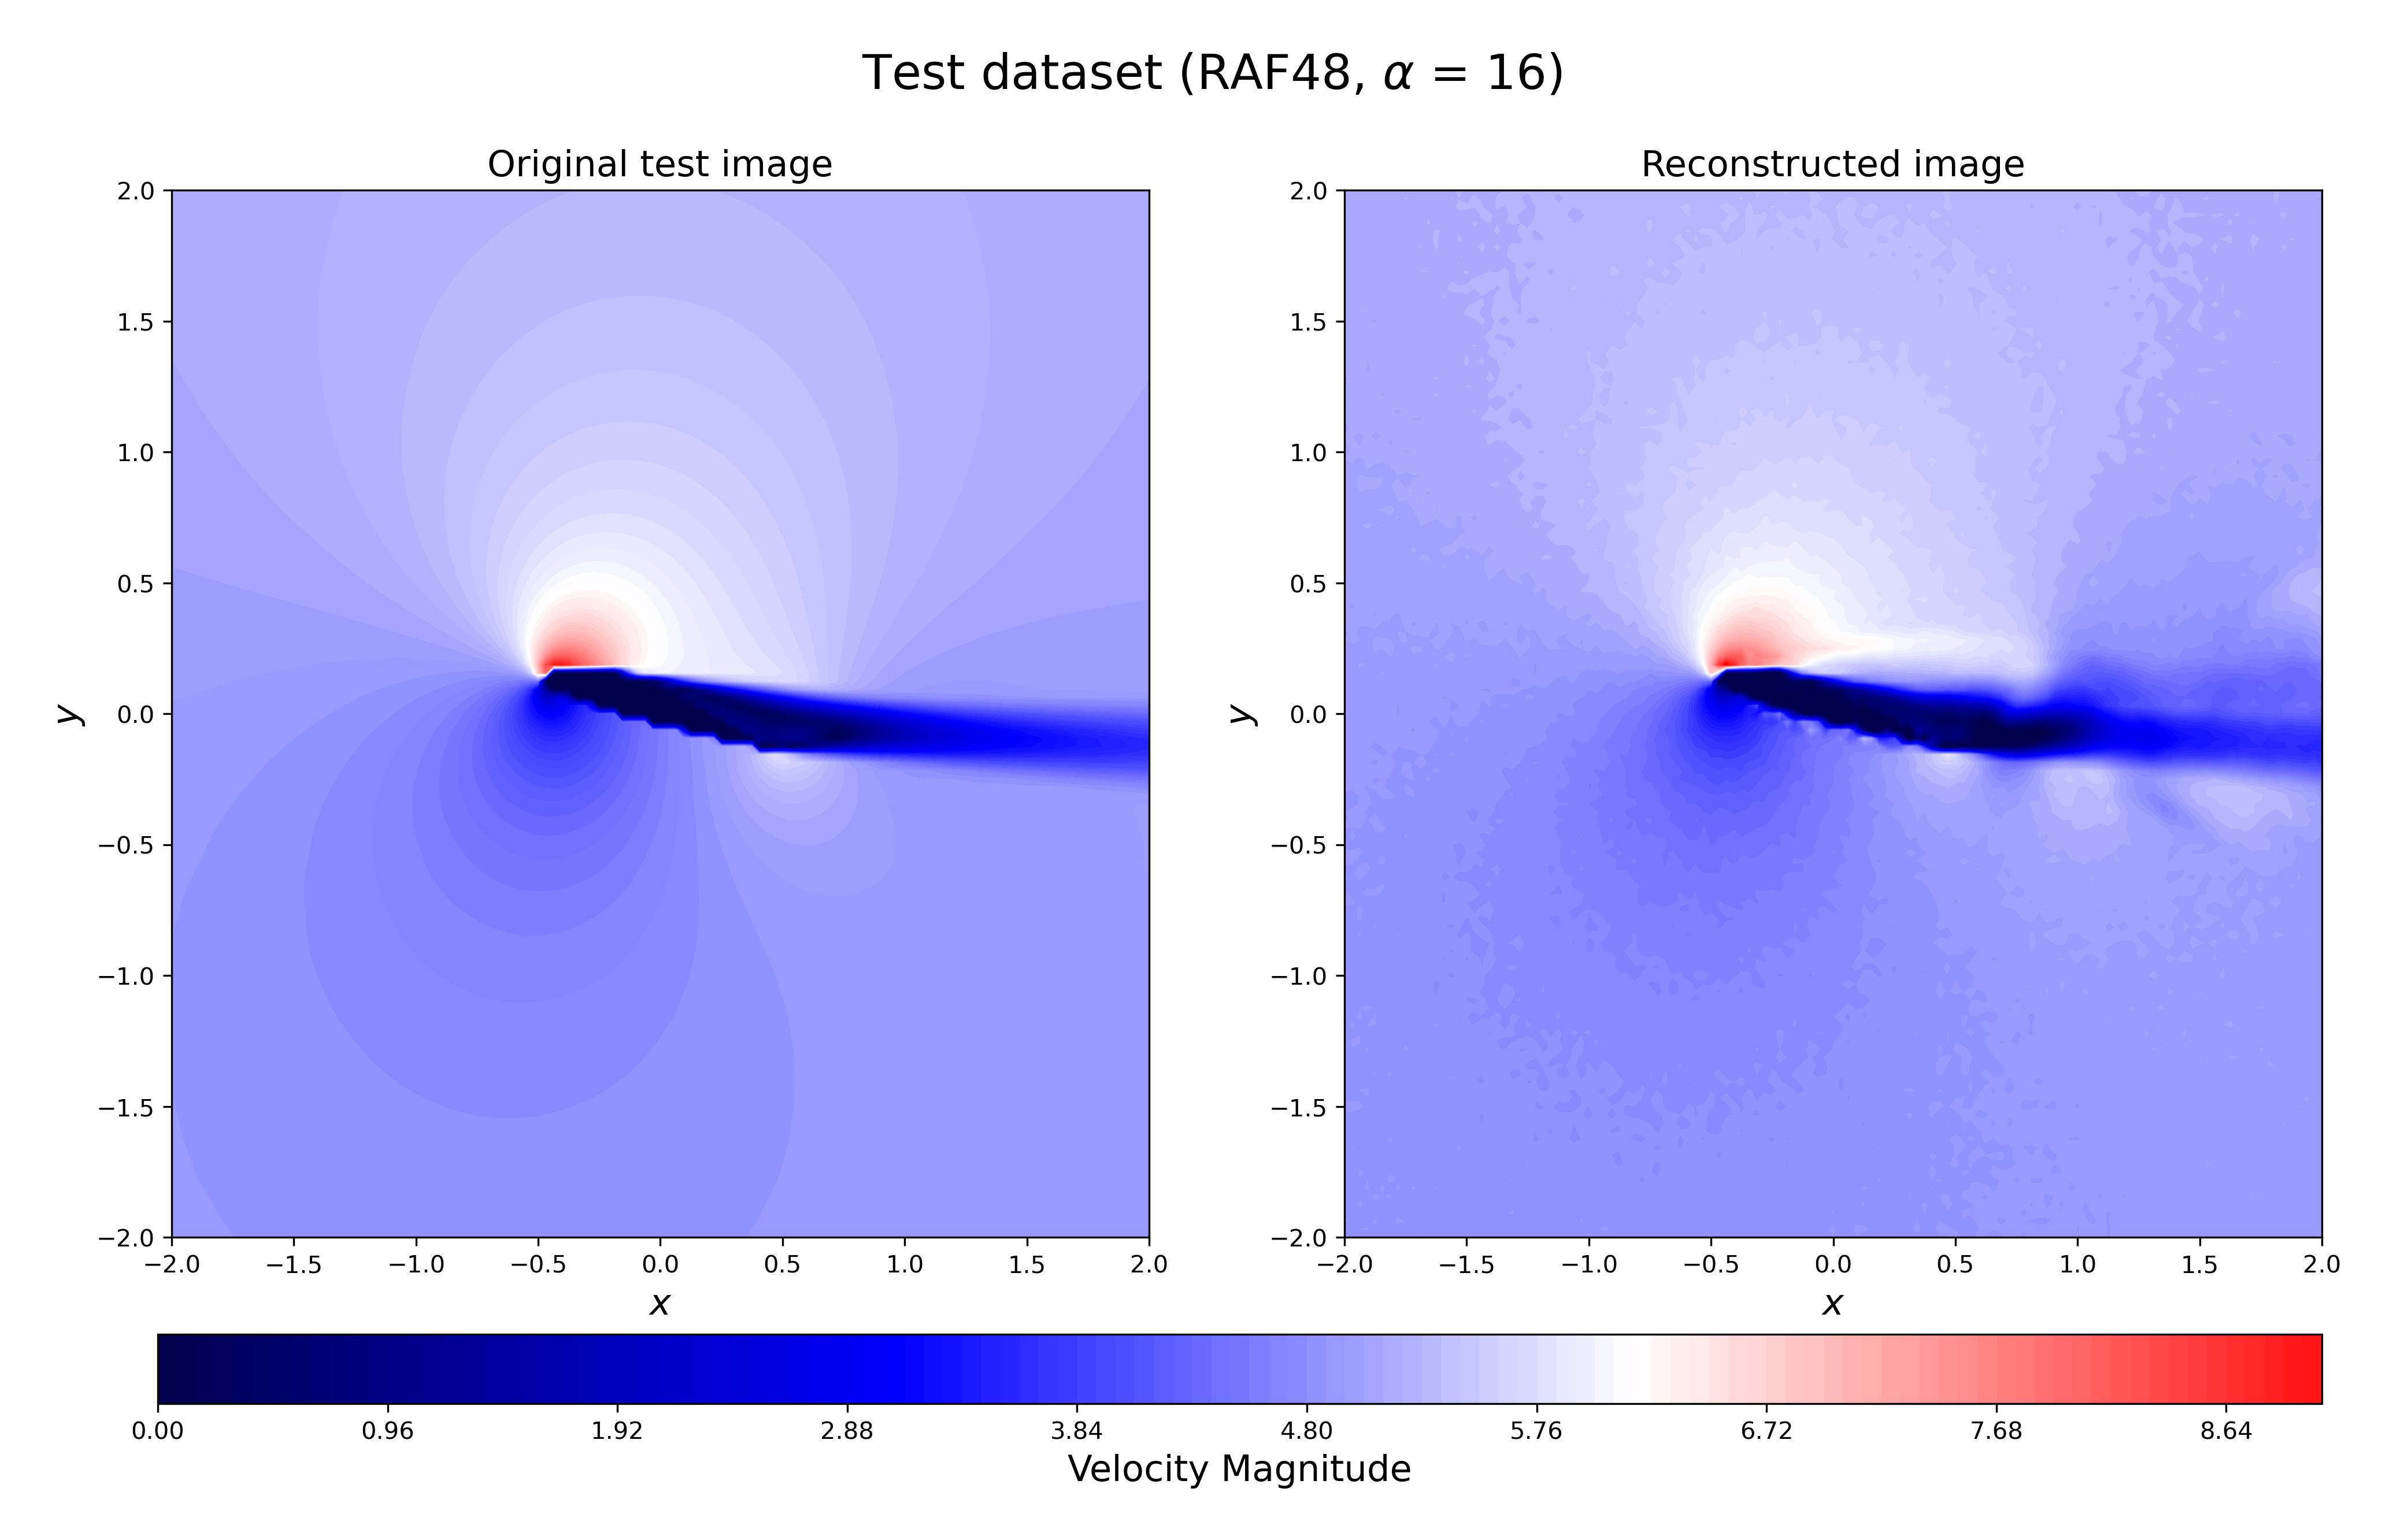 Test dataset (RAF48, α = 16)
Original test image
Reconstructed image
2.0
1.5
1.0
0.5
0.0
−0.5
−1.0
−1.5
−2.0
y
−2.0 −1.5 −1.0 −0.5 0.0 0.5 1.0 1.5 2.0
x
2.0
1.5
1.0
0.5
0.0
−0.5
−1.0
−1.5
−2.0
y
−2.0 −1.5 −1.0 −0.5 0.0 0.5 1.0 1.5 2.0
x
0.00 0.96 1.92 2.88 3.84 4.80 5.76 6.72 7.68 8.64
Velocity Magnitude